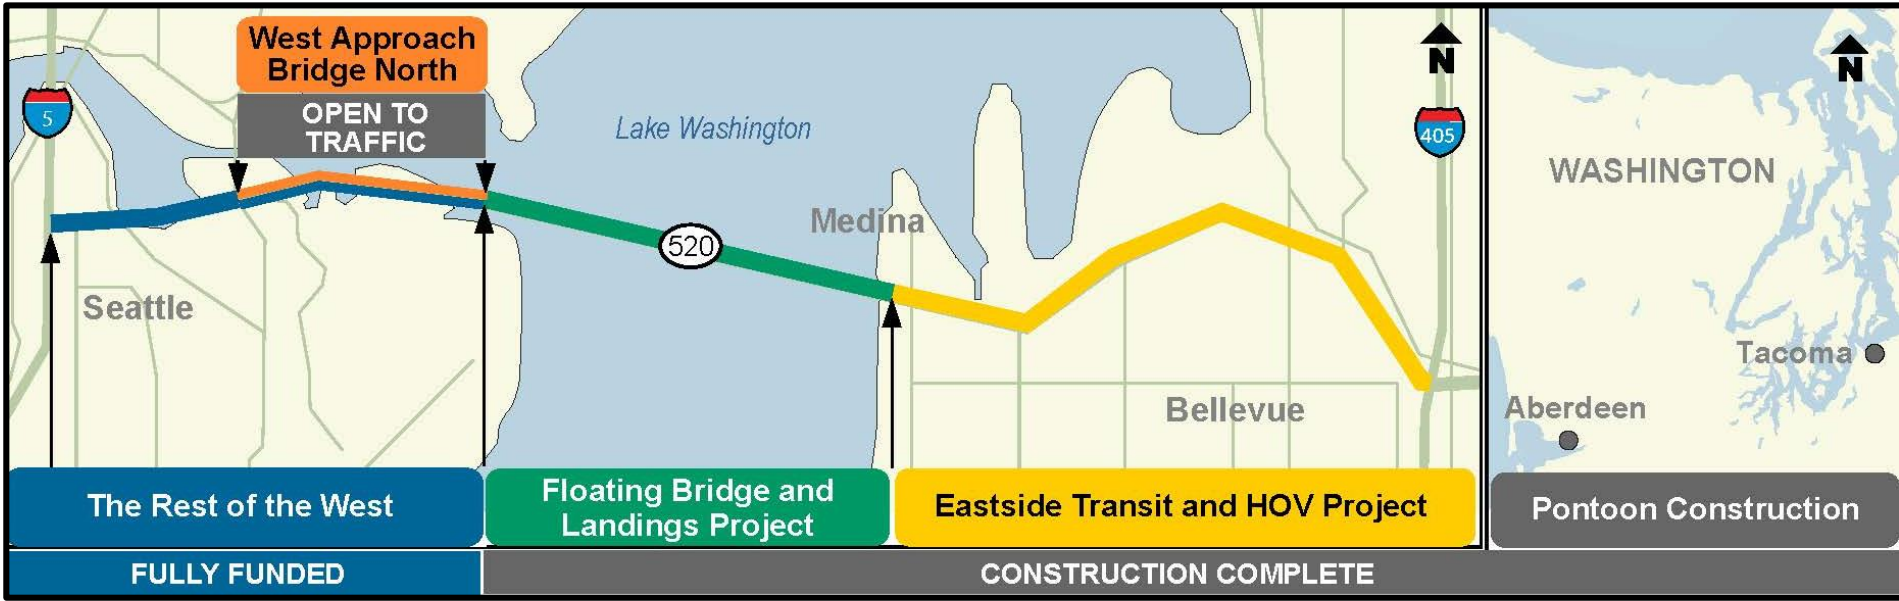 West Approach
Bridge North
OPEN TO
TRAFFIC
5
Lake Washington
N
405
Medina
520
Seattle
Bellevue
The Rest of the West
Floating Bridge and
Landings Project
Eastside Transit and HOV Project
FULLY FUNDED
CONSTRUCTION COMPLETE
N
WASHINGTON
Tacoma
Aberdeen
Pontoon Construction